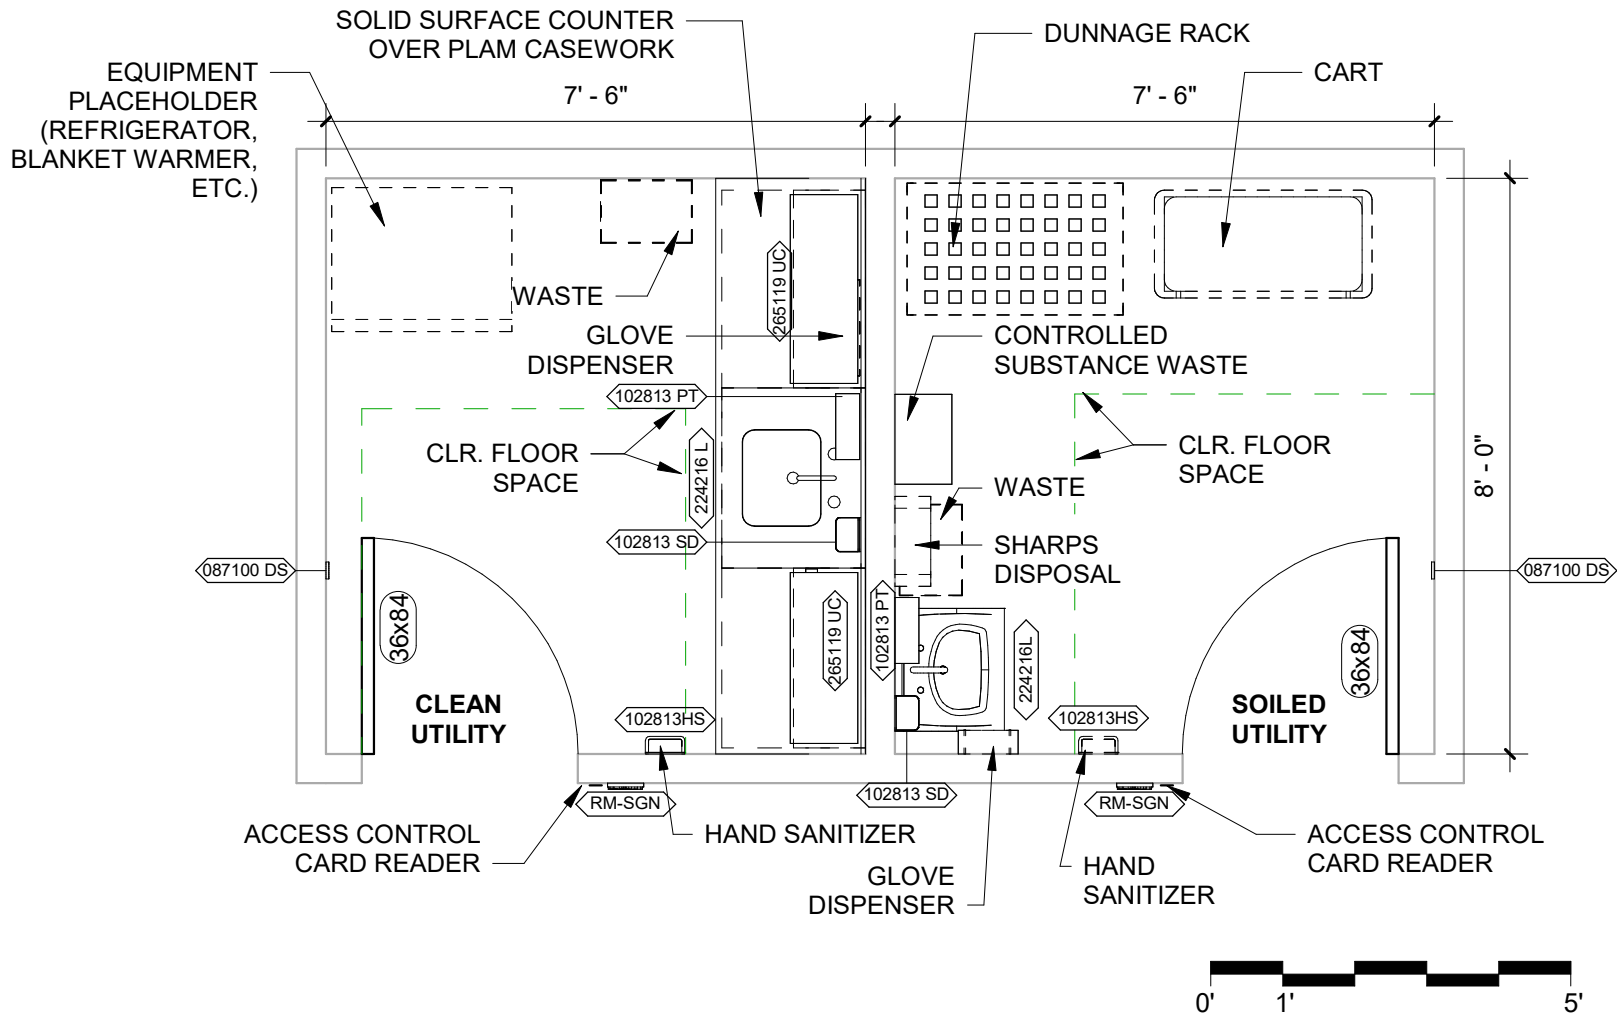 SOLID SURFACE COUNTER
OVER PLAM CASEWORK
DUNNAGE RACK
EQUIPMENT
PLACEHOLDER
(REFRIGERATOR,
BLANKET WARMER,
ETC.)
7' - 6"
7' - 6"
CART
265119 UC
WASTE
GLOVE
DISPENSER
CONTROLLED
SUBSTANCE WASTE
102813 PT
CLR. FLOOR
SPACE
224216 L
CLR. FLOOR
SPACE
8' - 0"
WASTE
102813 SD
SHARPS
DISPOSAL
087100 DS
087100 DS
36x84
265119 UC
102813 PT
224216L
36x84
CLEAN
UTILITY
102813HS
102813HS
SOILED
UTILITY
RM-SGN
102813 SD
RM-SGN
ACCESS CONTROL
CARD READER
HAND SANITIZER
GLOVE
DISPENSER
HAND
SANITIZER
ACCESS CONTROL
CARD READER
0' 1' 5'